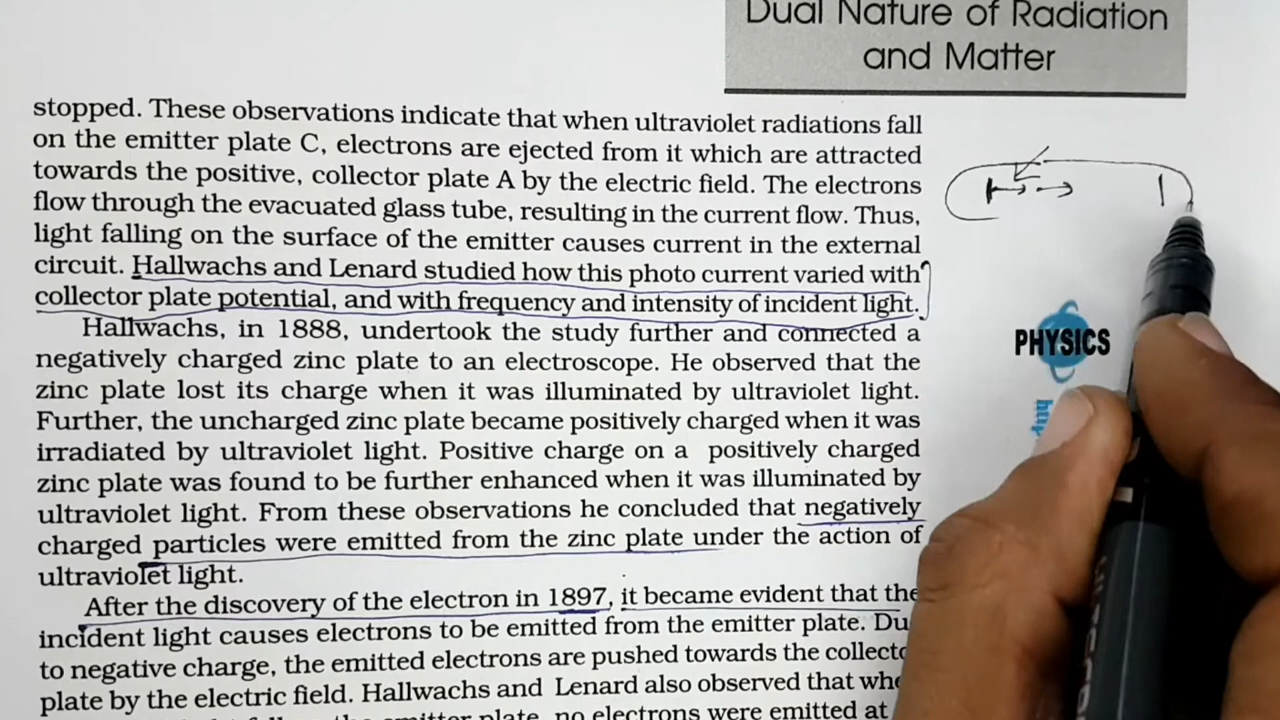 Dual Nature of Radiation
and Matter
stopped. These observations indicate that when ultraviolet radiations fall
on the emitter plate C, electrons are ejected from it which are attracted
towards the positive, collector plate A by the electric field. The electrons
flow through the evacuated glass tube, resulting in the current flow. Thus,
light falling on the surface of the emitter causes current in the external
circuit. Hallwachs and Lenard studied how this photo current varied with
collector plate potential, and with frequency and intensity of incident light.
Hallwachs, in 1888, undertook the study further and connected a
negatively charged zinc plate to an electroscope. He observed that the
zinc plate lost its charge when it was illuminated by ultraviolet light.
Further, the uncharged zinc plate became positively charged when it was
irradiated by ultraviolet light. Positive charge on a positively charged
zinc plate was found to be further enhanced when it was illuminated by
ultraviolet light. From these observations he concluded that negatively
charged particles were emitted from the zinc plate under the action of
ultraviolet light.
After the discovery of the electron in 1897, it became evident that the
incident light causes electrons to be emitted from the emitter plate. Du
to negative charge, the emitted electrons are pushed towards the collecto
plate by the electric field. Hallwachs and Lenard also observed that whe
emitter plate, no electrons were emitted at
PHYSICS
http